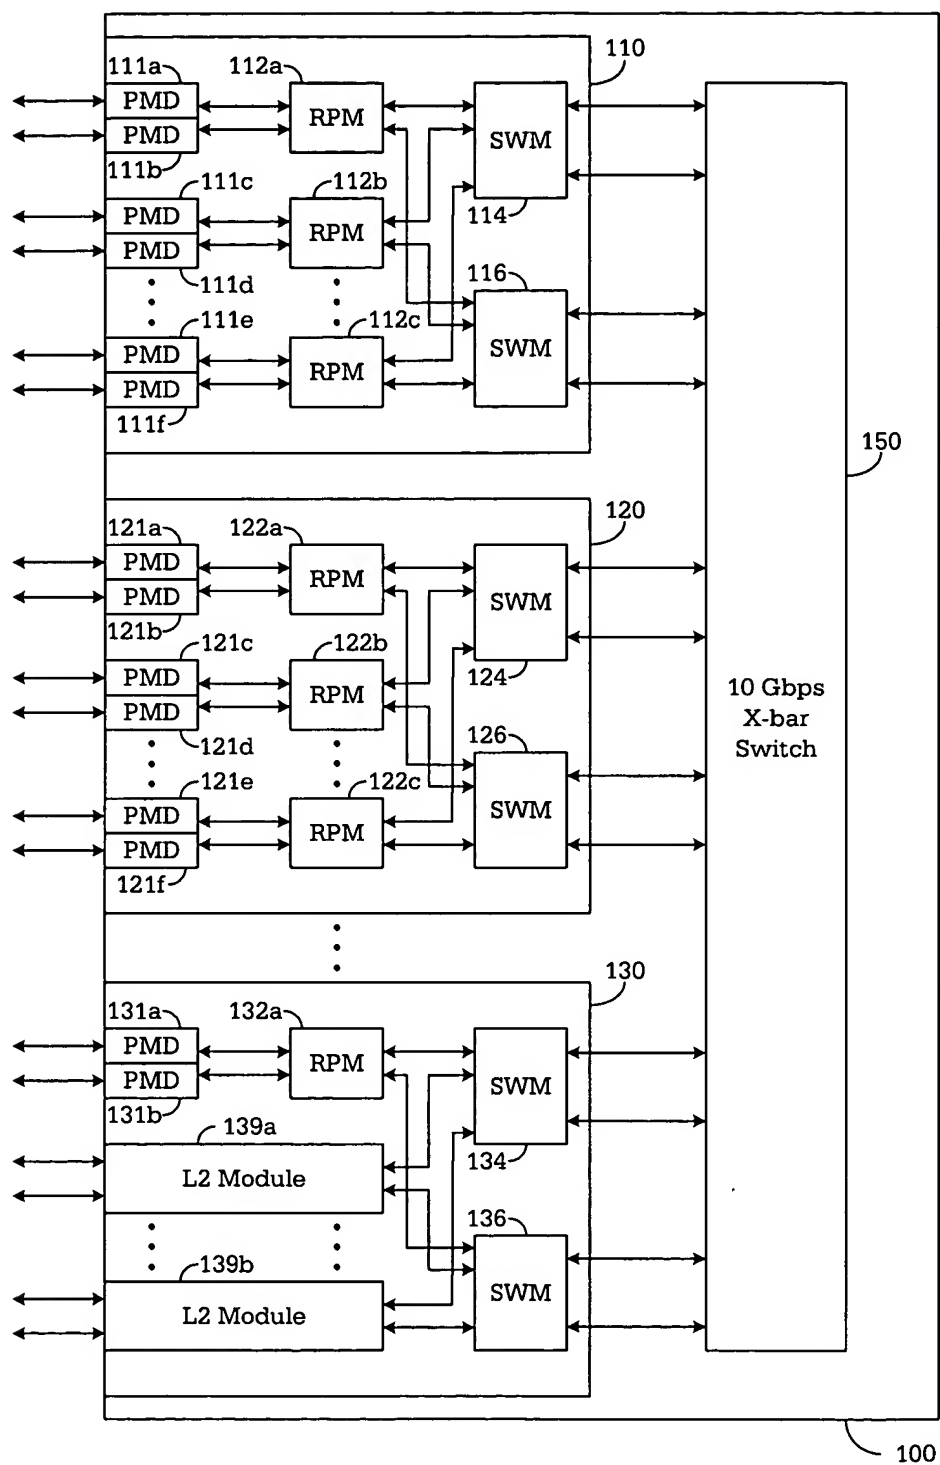 111a
PMD
PMD
111b
112a
RPM
110
SWM
114
111c
PMD
PMD
111d
112b
RPM
116
SWM
111e
PMD
PMD
111f
112c
RPM
150
10 Gbps
X-bar
Switch
121a
PMD
PMD
121b
122a
RPM
120
SWM
124
121c
PMD
PMD
121d
122b
RPM
126
SWM
121e
PMD
PMD
121f
122c
RPM
130
131a
PMD
PMD
131b
132a
RPM
SWM
134
139a
L2 Module
136
SWM
139b
L2 Module
100